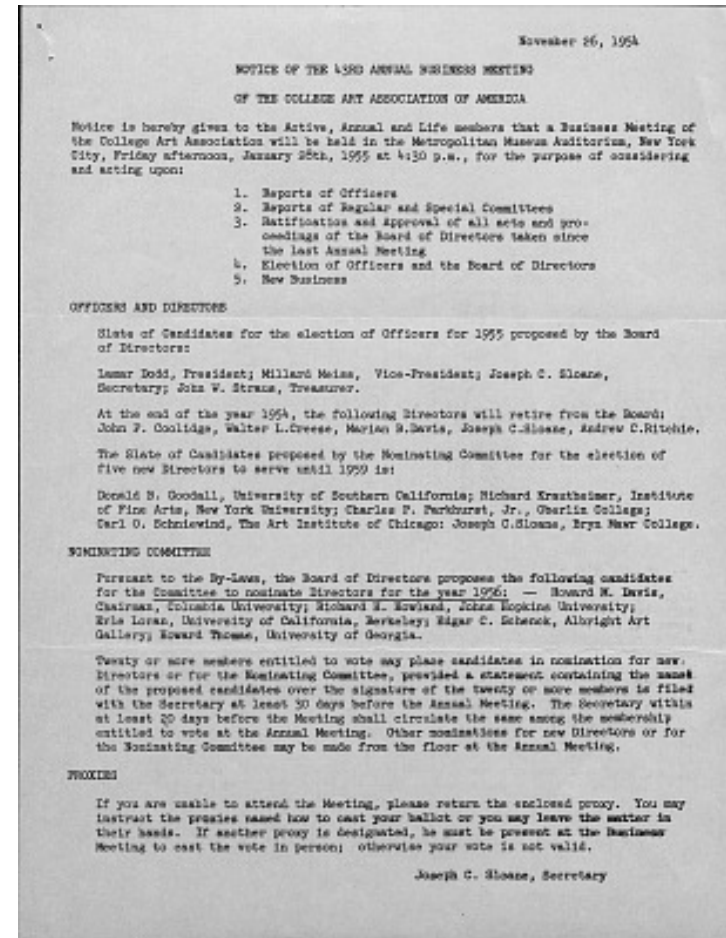 November 26, 1954
NOTICE OF THE 43RD ANNUAL BUSINESS MEETING
OF THE COLLEGE ART ASSOCIATION OF AMERICA
Notice is hereby given to the Active, Annual and Life members that a Business Meeting of
the College Art Association will be held in the Metropolitan Museum Auditorium, New York
City, Friday afternoon, January 28th, 1955 at 4:30 p.m., for the purpose of considering
and acting upon:
1. Reports of Officers
2. Reports of Regular and Special Committees
3. Ratification and Approval of all acts and pro-
ceedings of the Board of Directors taken since
the last Annual Meeting
4. Election of Officers and the Board of Directors
5. New Business
OFFICERS AND DIRECTORS
Slate of Candidates for the election of Officers for 1955 proposed by the Board
of Directors:
Lamar Dodd, President; Millard Meiss, Vice-President; Joseph C. Sloane,
Secretary; John W. Straus, Treasurer.
At the end of the year 1954, the following Directors will retire from the Board:
John P. Coolidge, Walter L.Creese, Marian B.Davis, Joseph C.Sloane, Andrew C.Ritchie.
The Slate of Candidates proposed by the Nominating Committee for the election of
five new Directors to serve until 1959 is:
Donald B. Goodall, University of Southern California; Richard Krautheimer, Institute
of Fine Arts, New York University; Charles P. Parkhurst, Jr., Oberlin College;
Carl O. Schniewind, The Art Institute of Chicago: Joseph C.Sloane, Bryn Mawr College.
NOMINATING COMMITTEE
Pursuant to the By-Laws, the Board of Directors proposes the following candidates
for the Committee to nominate Directors for the year 1956: — Howard M. Davis,
Chairman, Columbia University; Richard H. Howland, Johns Hopkins University;
Erle Loran, University of California, Berkeley; Edgar C. Schenck, Albright Art
Gallery; Howard Thomas, University of Georgia.
Twenty or more members entitled to vote may place candidates in nomination for new
Directors or for the Nominating Committee, provided a statement containing the names
of the proposed candidates over the signature of the twenty or more members is filed
with the Secretary at least 30 days before the Annual Meeting. The Secretary within
at least 20 days before the Meeting shall circulate the same among the membership
entitled to vote at the Annual Meeting. Other nominations for new Directors or for
the Nominating Committee may be made from the floor at the Annual Meeting.
PROXIES
If you are unable to attend the Meeting, please return the enclosed proxy. You may
instruct the proxies named how to cast your ballot or you may leave the matter in
their hands. If another proxy is designated, he must be present at the Business
Meeting to cast the vote in person; otherwise your vote is not valid.
Joseph C. Sloane, Secretary